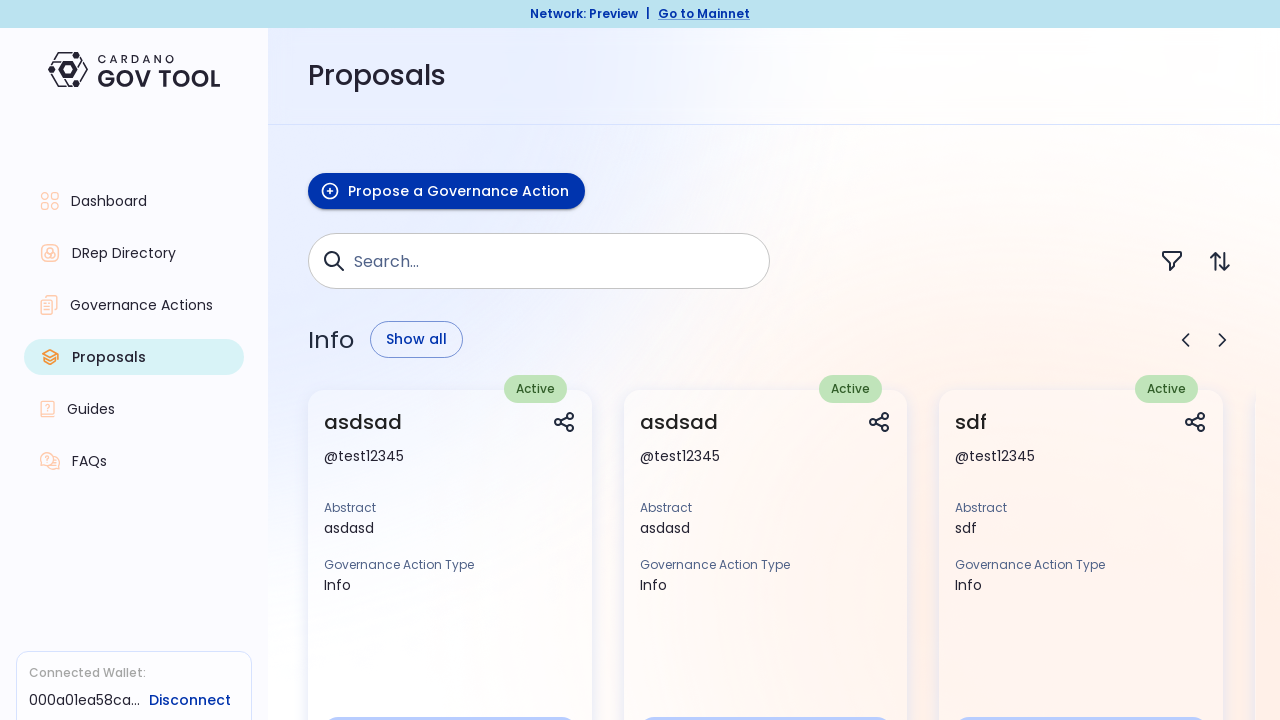 Network: Preview | Go to Mainnet
CARDANO
GOV TOOL
Proposals
Dashboard
DRep Directory
Governance Actions
Proposals
Guides
FAQs
Connected Wallet:
000a01ea58ca... Disconnect
Propose a Governance Action
Search...
Info Show all
Active
asdsad
@test12345
Abstract
asdasd
Governance Action Type
Info
Active
asdsad
@test12345
Abstract
asdasd
Governance Action Type
Info
Active
sdf
@test12345
Abstract
sdf
Governance Action Type
Info